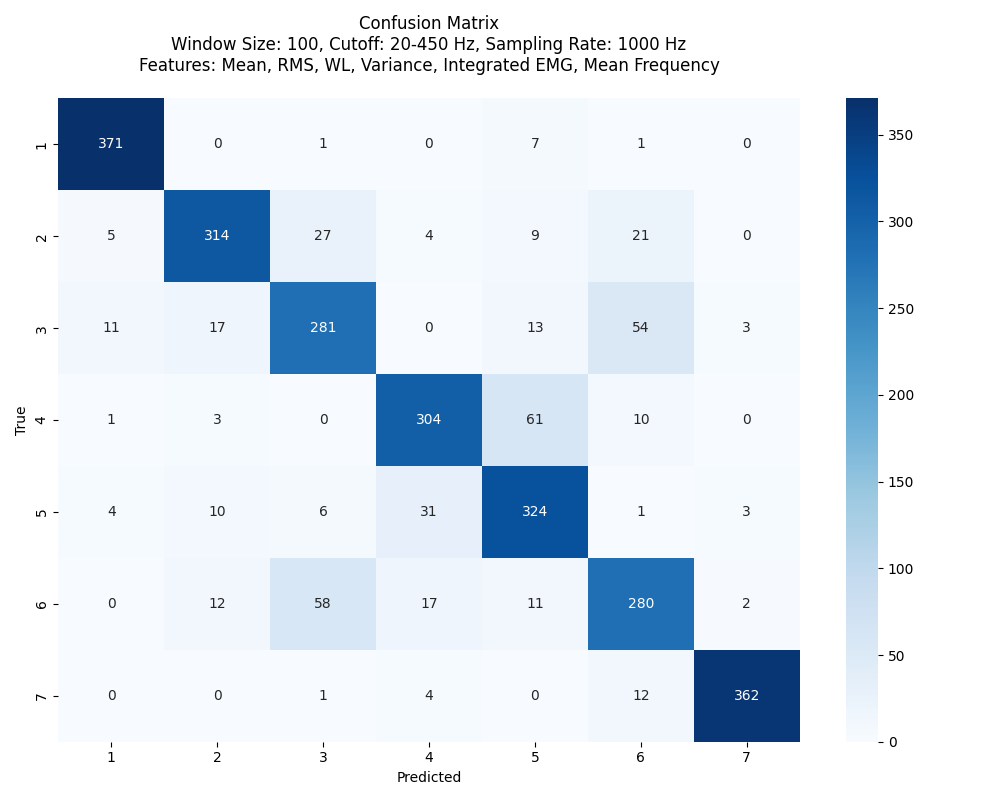 Confusion Matrix
Window Size: 100, Cutoff: 20-450 Hz, Sampling Rate: 1000 Hz
Features: Mean, RMS, WL, Variance, Integrated EMG, Mean Frequency
True
1 371 0 1 0 7 1 0
2 5 314 27 4 9 21 0
3 11 17 281 0 13 54 3
4 1 3 0 304 61 10 0
5 4 10 6 31 324 1 3
6 0 12 58 17 11 280 2
7 0 0 1 4 0 12 362
1 2 3 4 5 6 7
Predicted
350
300
250
200
150
100
50
0